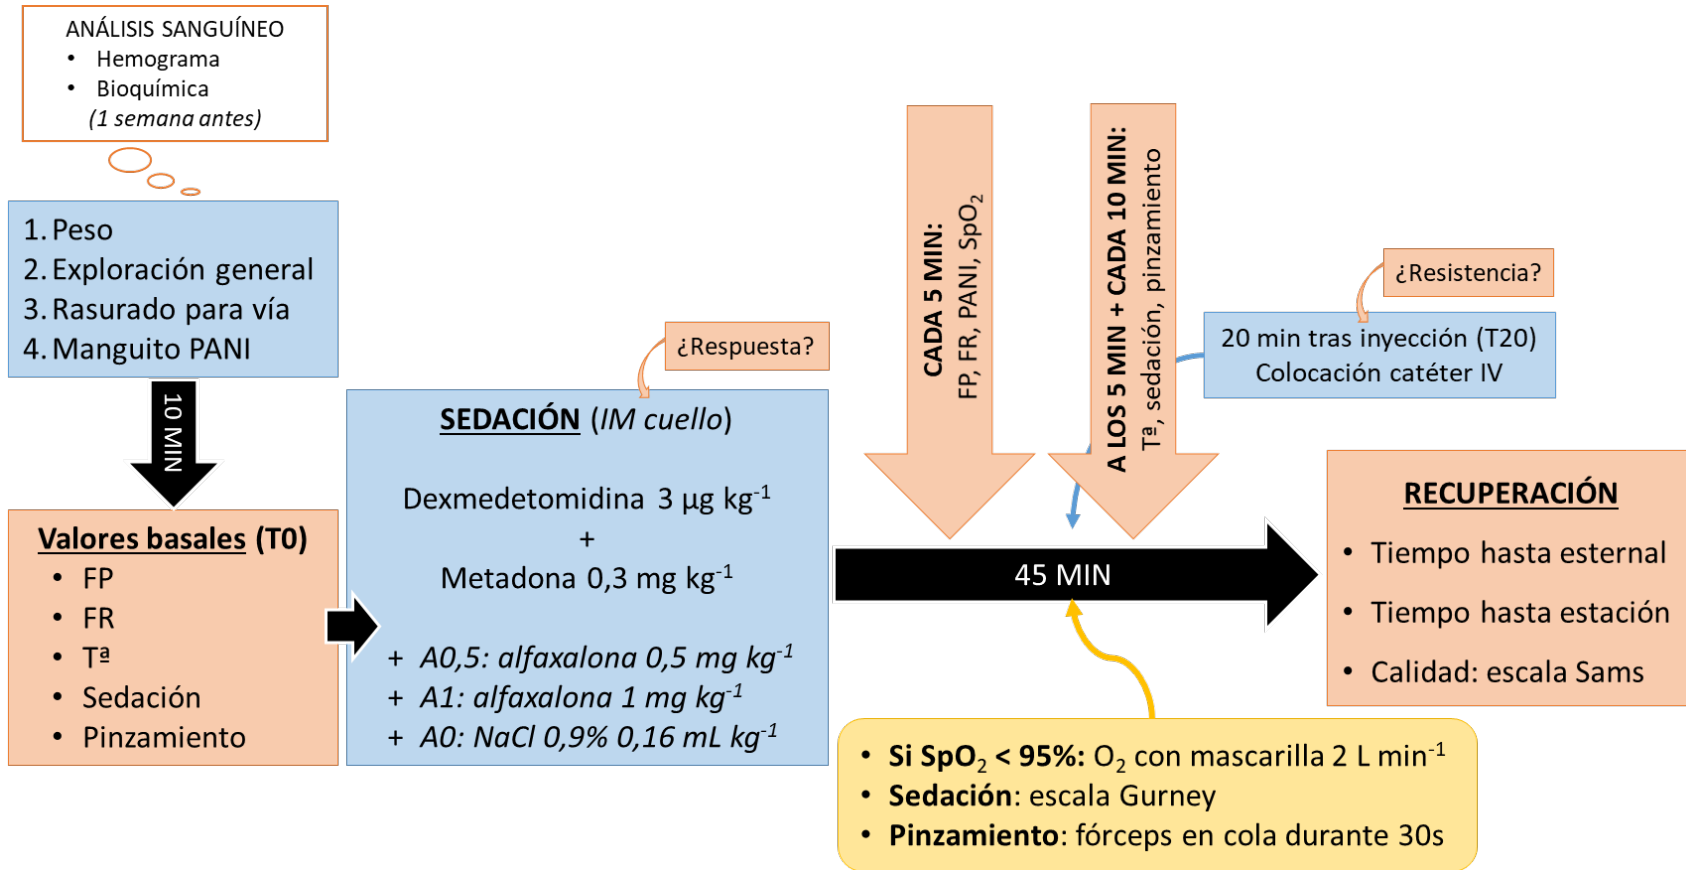 ANÁLISIS SANGUÍNEO
• Hemograma
• Bioquímica
(1 semana antes)
1. Peso
2. Exploración general
3. Rasurado para vía
4. Manguito PANI
10 MIN
Valores basales (T0)
• FP
• FR
• Tª
• Sedación
• Pinzamiento
¿Respuesta?
SEDACIÓN (IM cuello)
Dexmedetomidina 3 µg kg⁻¹
+
Metadona 0,3 mg kg⁻¹
+ A0,5: alfaxalona 0,5 mg kg⁻¹
+ A1: alfaxalona 1 mg kg⁻¹
+ A0: NaCl 0,9% 0,16 mL kg⁻¹
CADA 5 MIN:
FP, FR, PANI, SpO₂
A LOS 5 MIN + CADA 10 MIN:
Tª, sedación, pinzamiento
¿Resistencia?
20 min tras inyección (T20)
Colocación catéter IV
45 MIN
• Si SpO₂ < 95%: O₂ con mascarilla 2 L min⁻¹
• Sedación: escala Gurney
• Pinzamiento: fórceps en cola durante 30s
RECUPERACIÓN
• Tiempo hasta esternal
• Tiempo hasta estación
• Calidad: escala Sams